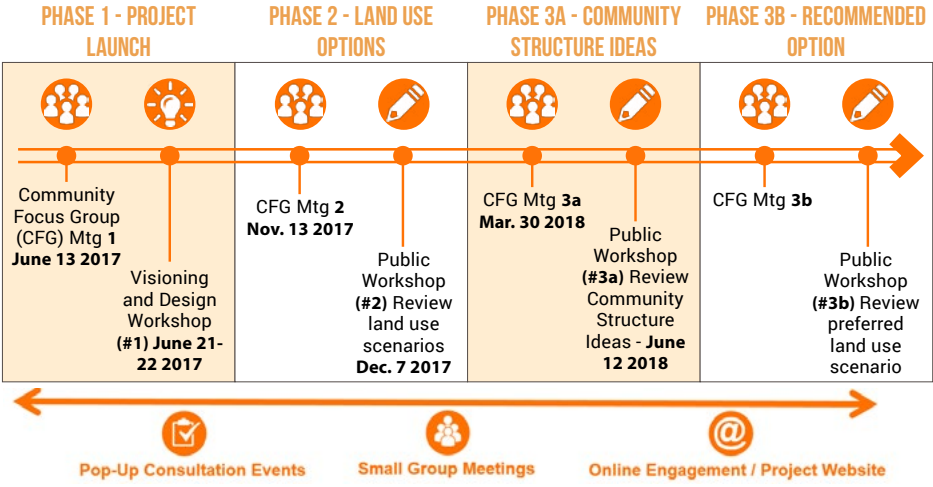 PHASE 1 - PROJECT
LAUNCH
PHASE 2 - LAND USE
OPTIONS
PHASE 3A - COMMUNITY
STRUCTURE IDEAS
PHASE 3B - RECOMMENDED
OPTION
Community
Focus Group
(CFG) Mtg 1
June 13 2017
Visioning
and Design
Workshop
(#1) June 21-
22 2017
CFG Mtg 2
Nov. 13 2017
Public
Workshop
(#2) Review
land use
scenarios
Dec. 7 2017
CFG Mtg 3a
Mar. 30 2018
Public
Workshop
(#3a) Review
Community
Structure
Ideas - June
12 2018
CFG Mtg 3b
Public
Workshop
(#3b) Review
preferred
land use
scenario
@
Pop-Up Consultation Events
Small Group Meetings
Online Engagement / Project Website